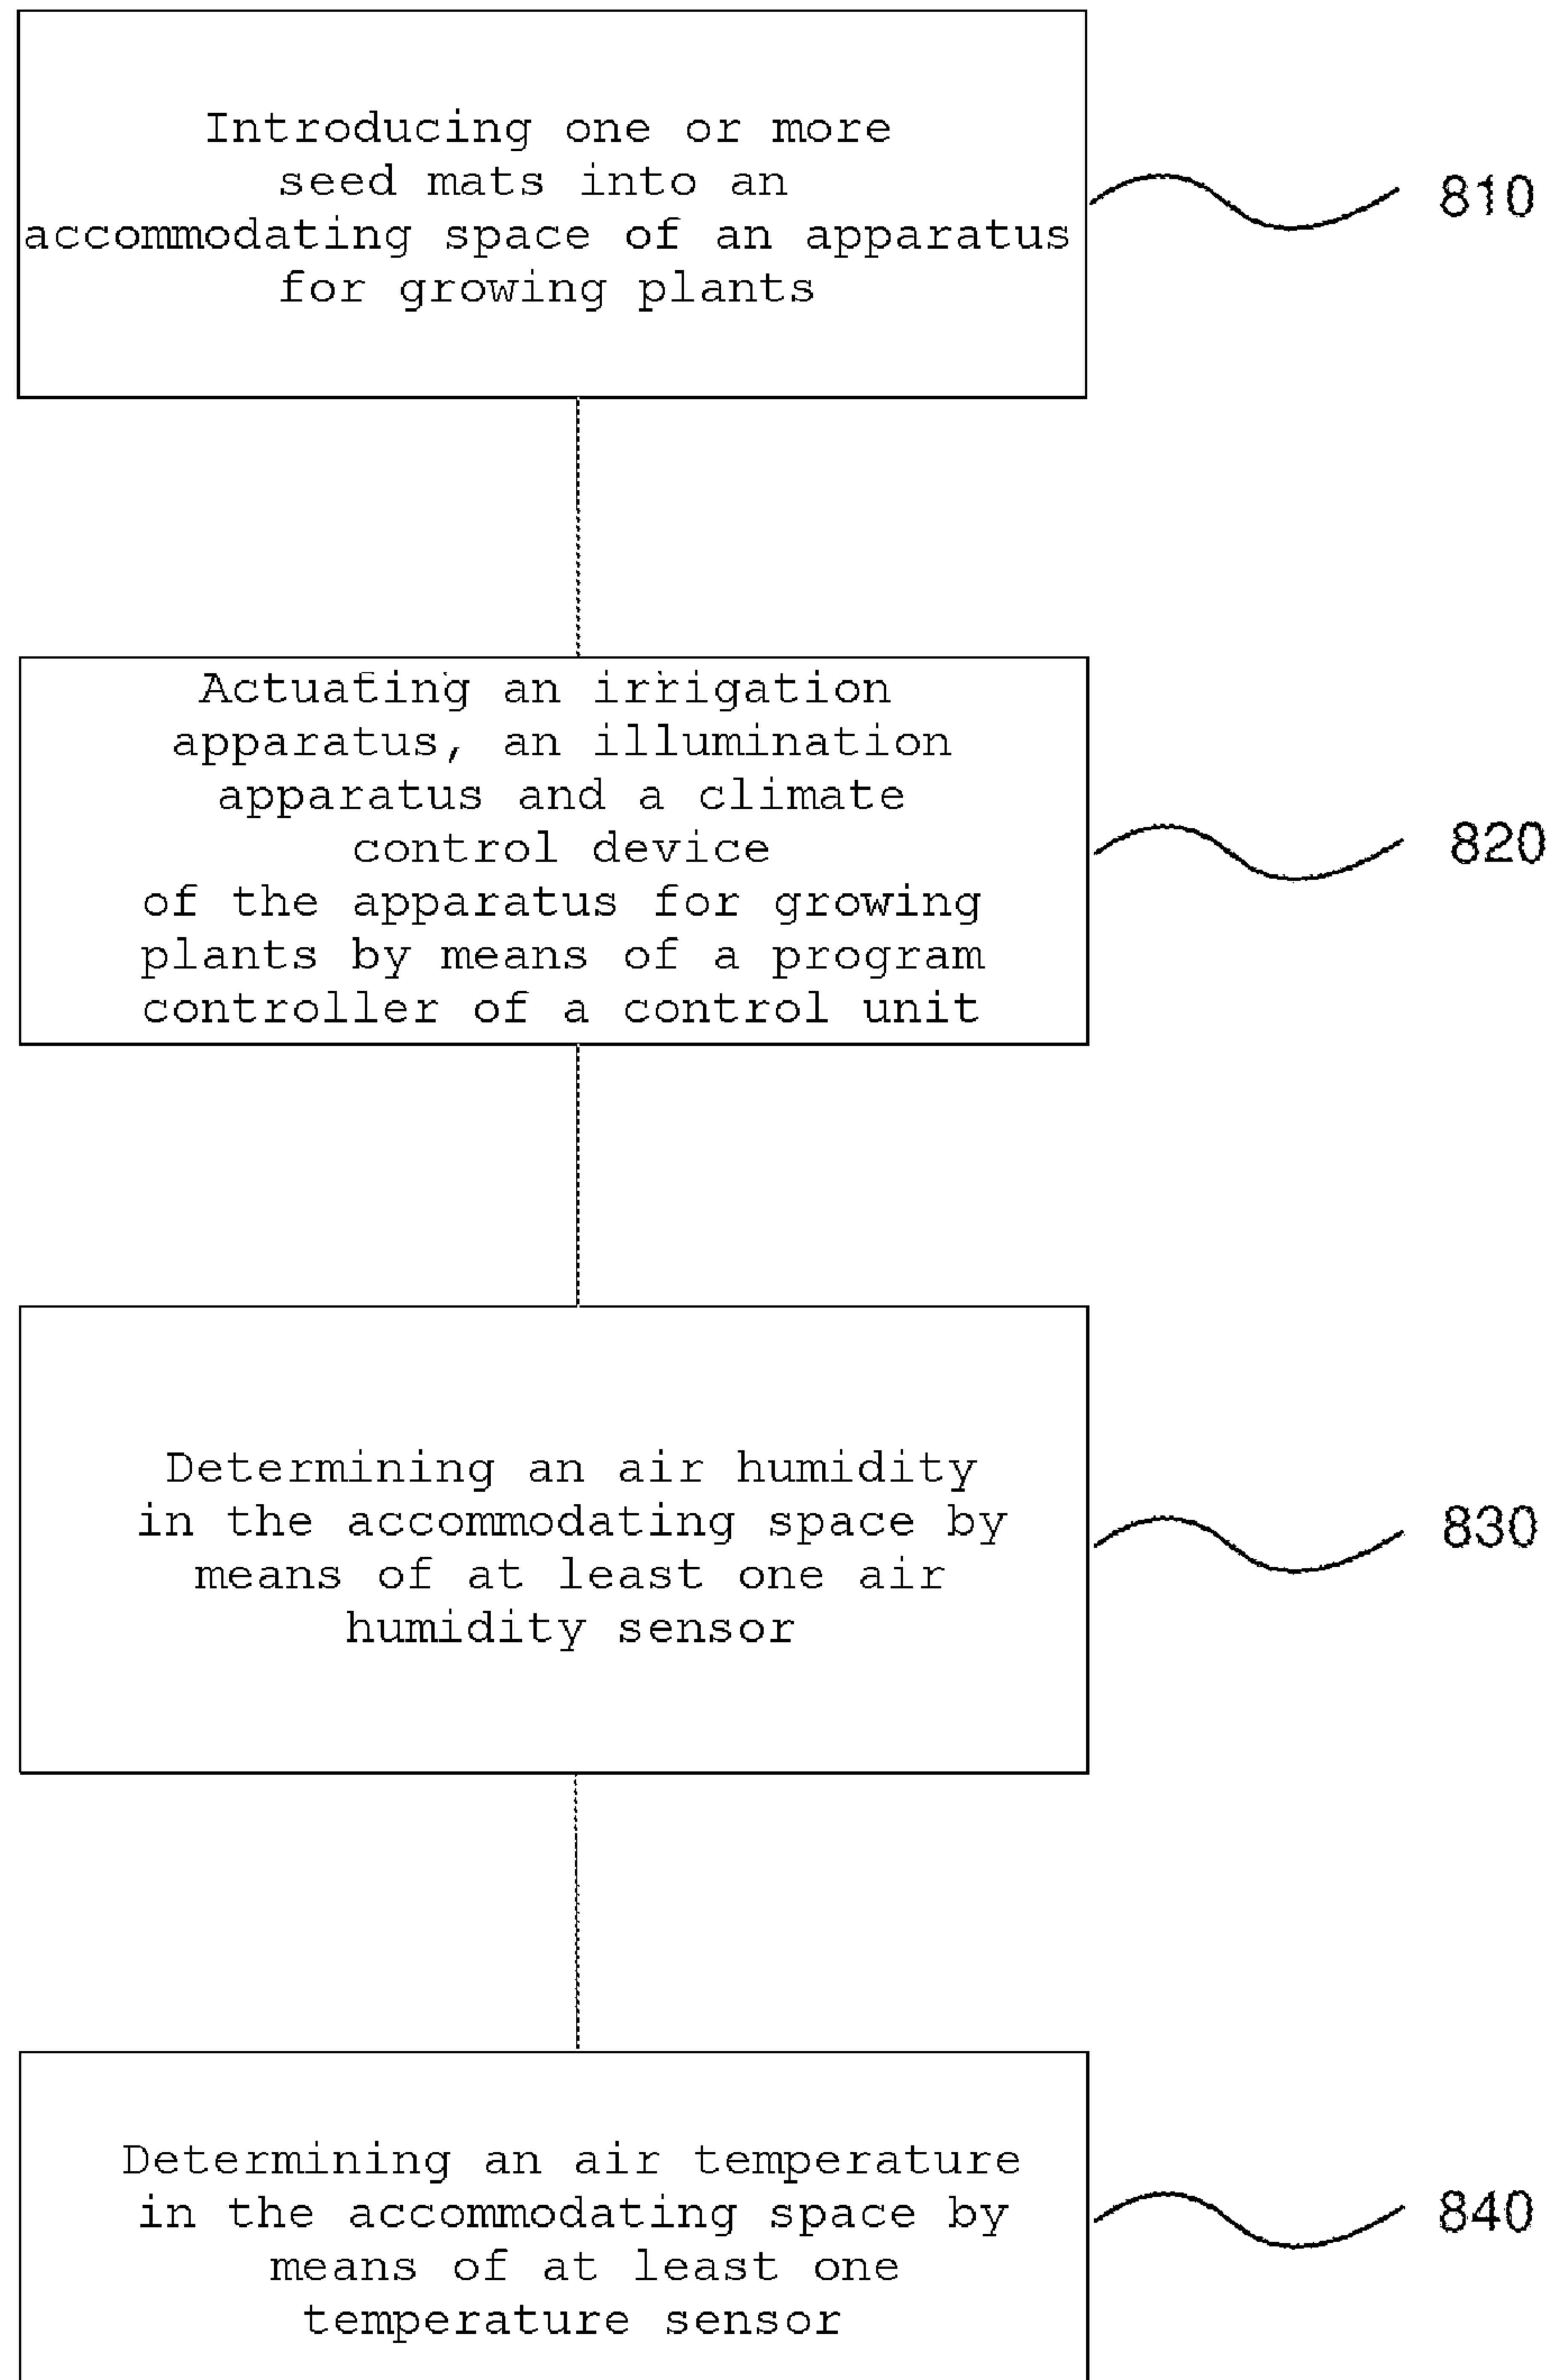 Introducing one or more
seed mats into an
accommodating space of an apparatus
for growing plants
810
Actuating an irrigation
apparatus, an illumination
apparatus and a climate
control device
of the apparatus for growing
plants by means of a program
controller of a control unit
820
Determining an air humidity
in the accommodating space by
means of at least one air
humidity sensor
830
Determining an air temperature
in the accommodating space by
means of at least one
temperature sensor
840